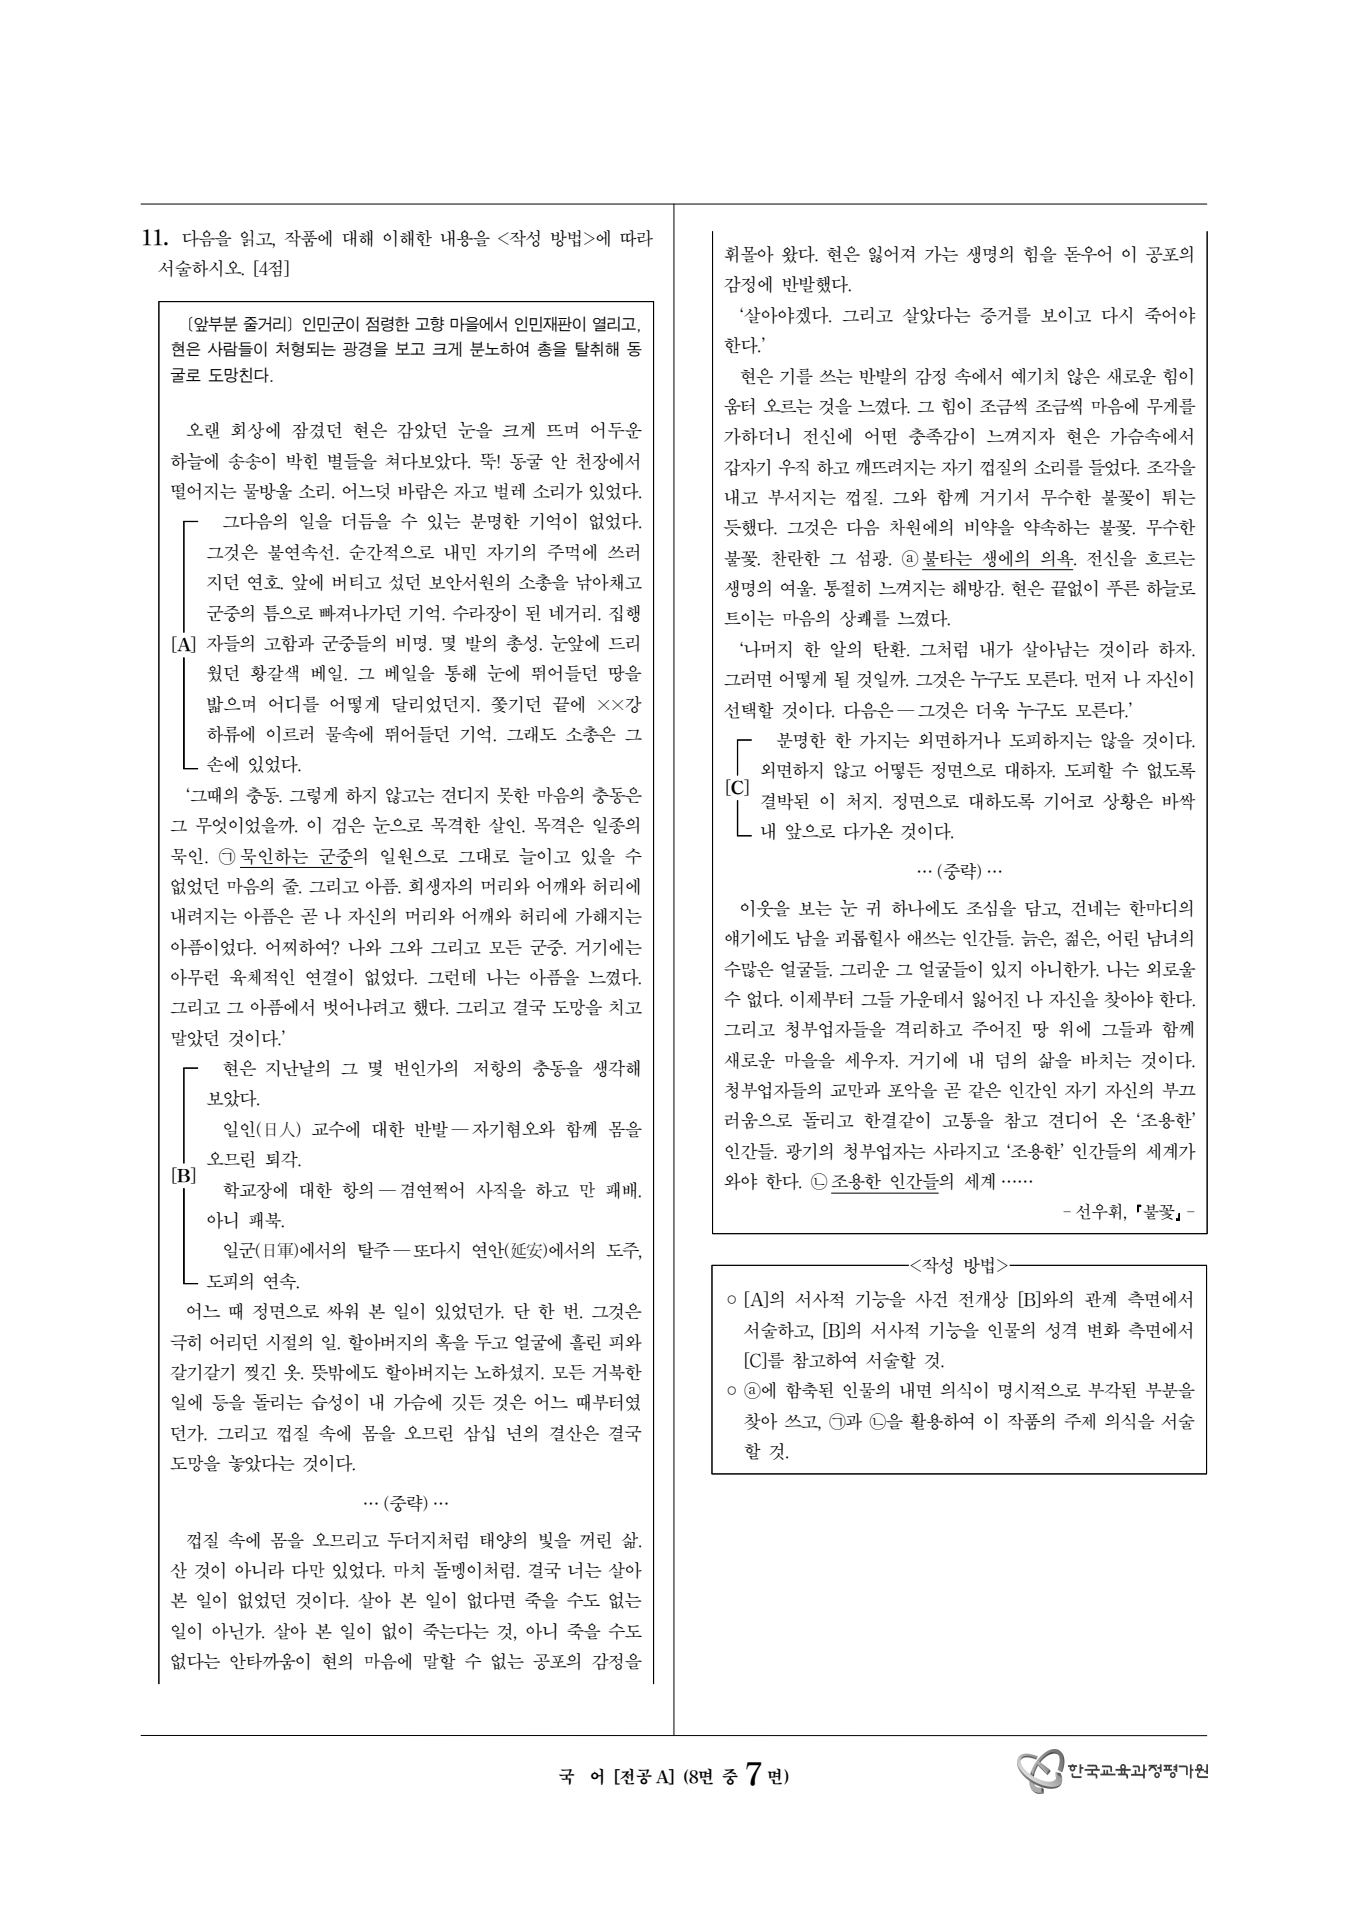 11. 다음을 읽고, 작품에 대해 이해한 내용을 <작성 방법>에 따라
서술하시오. [4점]
〔앞부분 줄거리〕 인민군이 점령한 고향 마을에서 인민재판이 열리고,
현은 사람들이 처형되는 광경을 보고 크게 분노하여 총을 탈취해 동
굴로 도망친다.
오랜 회상에 잠겼던 현은 감았던 눈을 크게 뜨며 어두운
하늘에 송송이 박힌 별들을 쳐다보았다. 뚝! 동굴 안 천장에서
떨어지는 물방울 소리. 어느덧 바람은 자고 벌레 소리가 있었다.
그다음의 일을 더듬을 수 있는 분명한 기억이 없었다.
그것은 불연속선. 순간적으로 내민 자기의 주먹에 쓰러
지던 연호. 앞에 버티고 섰던 보안서원의 소총을 낚아채고
군중의 틈으로 빠져나가던 기억. 수라장이 된 네거리. 집행
[A] 자들의 고함과 군중들의 비명. 몇 발의 총성. 눈앞에 드리
웠던 황갈색 베일. 그 베일을 통해 눈에 뛰어들던 땅을
밟으며 어디를 어떻게 달리었던지. 쫓기던 끝에 ××강
하류에 이르러 물속에 뛰어들던 기억. 그래도 소총은 그
손에 있었다.
‘그때의 충동. 그렇게 하지 않고는 견디지 못한 마음의 충동은
그 무엇이었을까. 이 검은 눈으로 목격한 살인. 목격은 일종의
묵인. ㉠묵인하는 군중의 일원으로 그대로 늘이고 있을 수
없었던 마음의 줄. 그리고 아픔. 희생자의 머리와 어깨와 허리에
내려지는 아픔은 곧 나 자신의 머리와 어깨와 허리에 가해지는
아픔이었다. 어찌하여? 나와 그와 그리고 모든 군중. 거기에는
아무런 육체적인 연결이 없었다. 그런데 나는 아픔을 느꼈다.
그리고 그 아픔에서 벗어나려고 했다. 그리고 결국 도망을 치고
말았던 것이다.’
현은 지난날의 그 몇 번인가의 저항의 충동을 생각해
보았다.
일인(日人) 교수에 대한 반발―자기혐오와 함께 몸을
오므린 퇴각.
[B]
학교장에 대한 항의―겸연쩍어 사직을 하고 만 패배.
아니 패북.
일군(日軍)에서의 탈주―또다시 연안(延安)에서의 도주,
도피의 연속.
어느 때 정면으로 싸워 본 일이 있었던가. 단 한 번. 그것은
극히 어리던 시절의 일. 할아버지의 혹을 두고 얼굴에 흘린 피와
갈기갈기 찢긴 옷. 뜻밖에도 할아버지는 노하셨지. 모든 거북한
일에 등을 돌리는 습성이 내 가슴에 깃든 것은 어느 때부터였
던가. 그리고 껍질 속에 몸을 오므린 삼십 년의 결산은 결국
도망을 놓았다는 것이다.
… (중략) …
껍질 속에 몸을 오므리고 두더지처럼 태양의 빛을 꺼린 삶.
산 것이 아니라 다만 있었다. 마치 돌멩이처럼. 결국 너는 살아
본 일이 없었던 것이다. 살아 본 일이 없다면 죽을 수도 없는
일이 아닌가. 살아 본 일이 없이 죽는다는 것, 아니 죽을 수도
없다는 안타까움이 현의 마음에 말할 수 없는 공포의 감정을
휘몰아 왔다. 현은 잃어져 가는 생명의 힘을 돋우어 이 공포의
감정에 반발했다.
‘살아야겠다. 그리고 살았다는 증거를 보이고 다시 죽어야
한다.’
현은 기를 쓰는 반발의 감정 속에서 예기치 않은 새로운 힘이
움터 오르는 것을 느꼈다. 그 힘이 조금씩 조금씩 마음에 무게를
가하더니 전신에 어떤 충족감이 느껴지자 현은 가슴속에서
갑자기 우직 하고 깨뜨려지는 자기 껍질의 소리를 들었다. 조각을
내고 부서지는 껍질. 그와 함께 거기서 무수한 불꽃이 튀는
듯했다. 그것은 다음 차원에의 비약을 약속하는 불꽃. 무수한
불꽃. 찬란한 그 섬광. ⓐ불타는 생에의 의욕. 전신을 흐르는
생명의 여울. 통절히 느껴지는 해방감. 현은 끝없이 푸른 하늘로
트이는 마음의 상쾌를 느꼈다.
‘나머지 한 알의 탄환. 그처럼 내가 살아남는 것이라 하자.
그러면 어떻게 될 것일까. 그것은 누구도 모른다. 먼저 나 자신이
선택할 것이다. 다음은―그것은 더욱 누구도 모른다.’
분명한 한 가지는 외면하거나 도피하지는 않을 것이다.
외면하지 않고 어떻든 정면으로 대하자. 도피할 수 없도록
[C]
결박된 이 처지. 정면으로 대하도록 기어코 상황은 바싹
내 앞으로 다가온 것이다.
… (중략) …
이웃을 보는 눈 귀 하나에도 조심을 담고, 건네는 한마디의
얘기에도 남을 괴롭힐사 애쓰는 인간들. 늙은, 젊은, 어린 남녀의
수많은 얼굴들. 그리운 그 얼굴들이 있지 아니한가. 나는 외로울
수 없다. 이제부터 그들 가운데서 잃어진 나 자신을 찾아야 한다.
그리고 청부업자들을 격리하고 주어진 땅 위에 그들과 함께
새로운 마을을 세우자. 거기에 내 덤의 삶을 바치는 것이다.
청부업자들의 교만과 포악을 곧 같은 인간인 자기 자신의 부끄
러움으로 돌리고 한결같이 고통을 참고 견디어 온 ‘조용한’
인간들. 광기의 청부업자는 사라지고 ‘조용한’ 인간들의 세계가
와야 한다. ㉡조용한 인간들의 세계……
- 선우휘, 『불꽃』 -
<작성 방법>
○ [A]의 서사적 기능을 사건 전개상 [B]와의 관계 측면에서
서술하고, [B]의 서사적 기능을 인물의 성격 변화 측면에서
[C]를 참고하여 서술할 것.
○ ⓐ에 함축된 인물의 내면 의식이 명시적으로 부각된 부분을
찾아 쓰고, ㉠과 ㉡을 활용하여 이 작품의 주제 의식을 서술
할 것.
국 어 [전공 A] (8면 중 7 면)
한국교육과정평가원